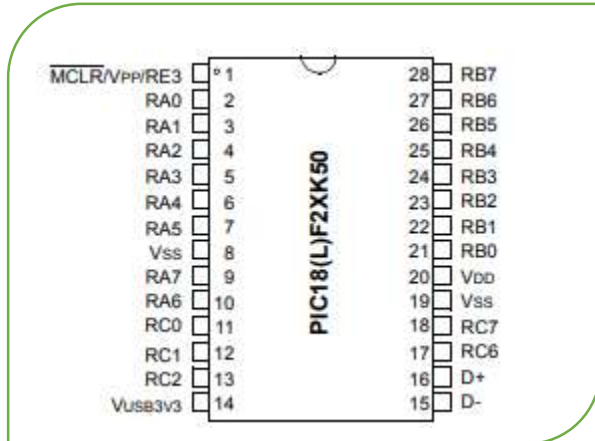 MCLR/VPP/RE3 1 28 RB7
RA0 2 27 RB6
RA1 3 26 RB5
RA2 4 25 RB4
RA3 5 24 RB3
RA4 6 23 RB2
RA5 7 22 RB1
VSS 8 21 RB0
RA7 9 20 VDD
RA6 10 19 VSS
RC0 11 18 RC7
RC1 12 17 RC6
RC2 13 16 D+
VUSB3V3 14 15 D-
PIC18(L)F2XK50